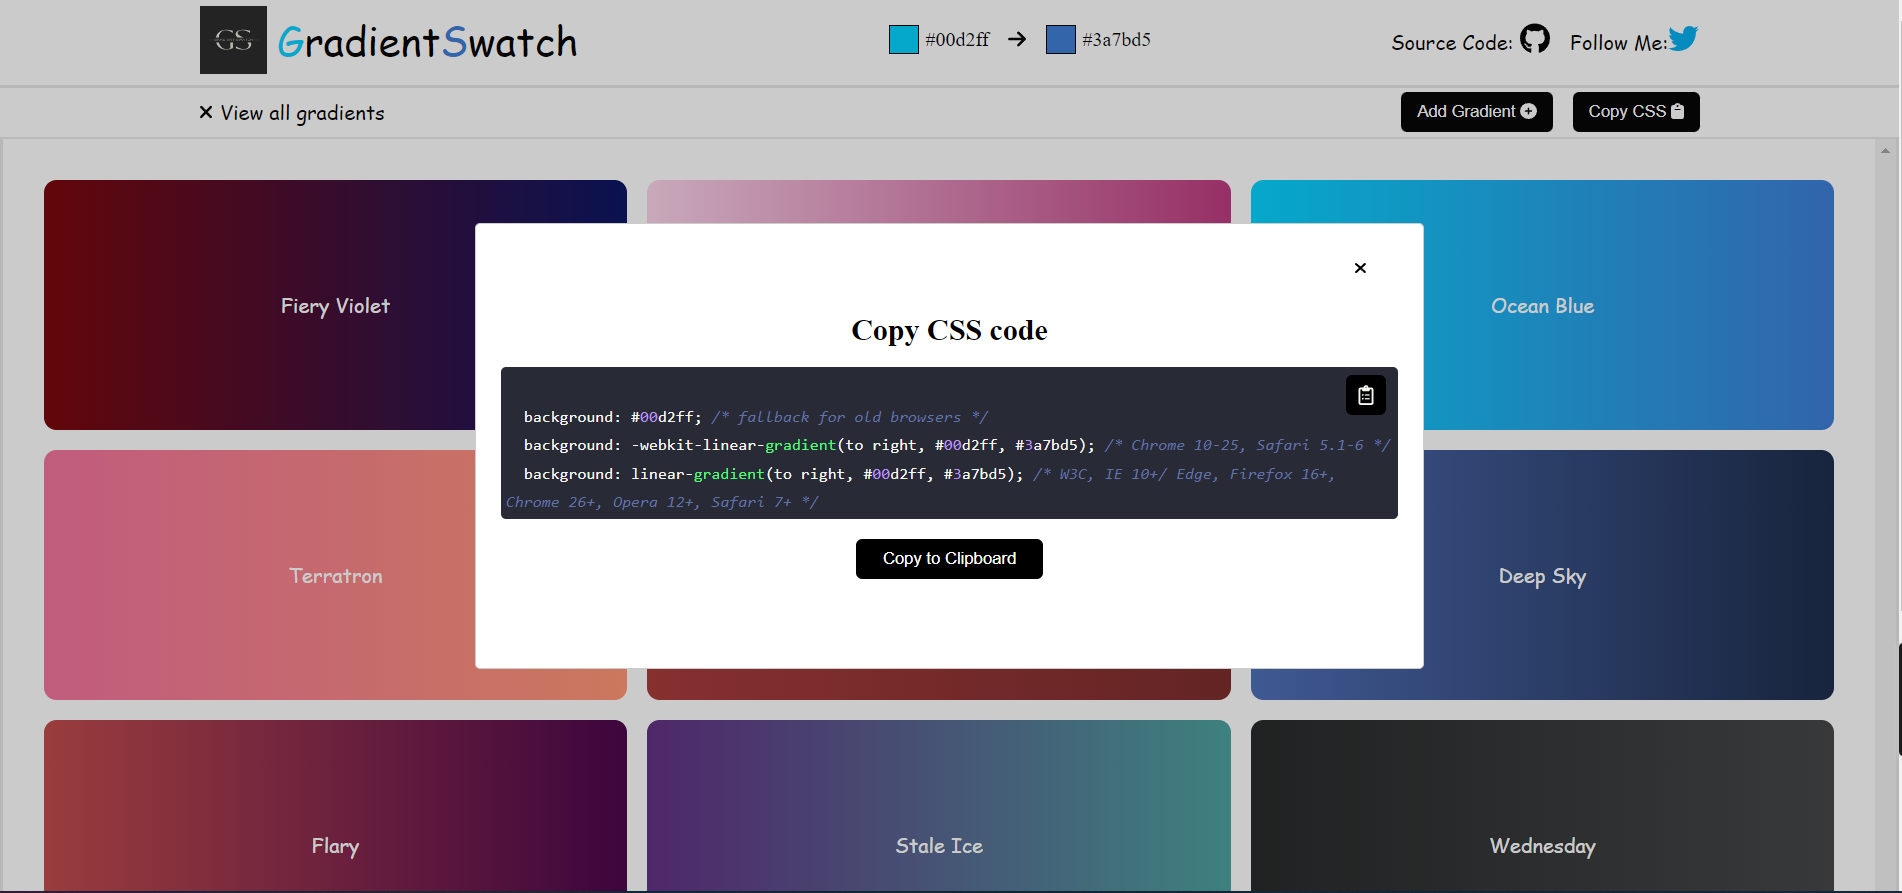 GS
GradientSwatch
#00d2ff → #3a7bd5
Source Code:
Follow Me:
× View all gradients
Add Gradient
Copy CSS
Fiery Violet
Ocean Blue
×
Copy CSS code
background: #00d2ff; /* fallback for old browsers */
background: -webkit-linear-gradient(to right, #00d2ff, #3a7bd5); /* Chrome 10-25, Safari 5.1-6 */
background: linear-gradient(to right, #00d2ff, #3a7bd5); /* W3C, IE 10+/ Edge, Firefox 16+,
Chrome 26+, Opera 12+, Safari 7+ */
Copy to Clipboard
Terratron
Deep Sky
Flary
Stale Ice
Wednesday